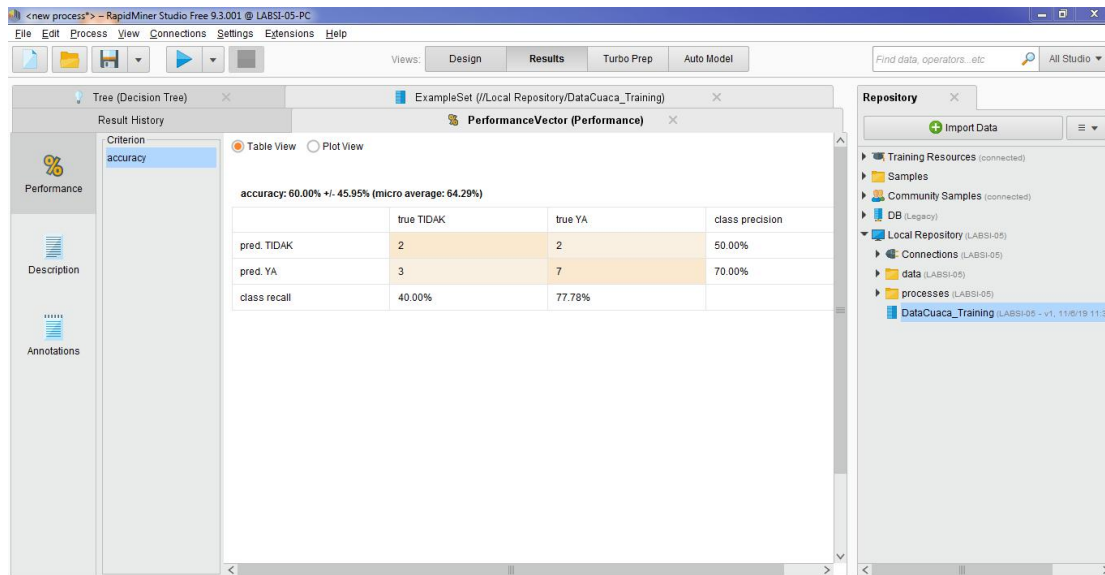 <new process*> – RapidMiner Studio Free 9.3.001 @ LABSI-05-PC
File Edit Process View Connections Settings Extensions Help
Views: Design Results Turbo Prep Auto Model
Find data, operators...etc
All Studio
Tree (Decision Tree)
ExampleSet (//Local Repository/DataCuaca_Training)
Result History
PerformanceVector (Performance)
Repository
Import Data
Criterion
accuracy
%
Performance
Description
Annotations
Table View Plot View
accuracy: 60.00% +/- 45.95% (micro average: 64.29%)
true TIDAK true YA class precision
pred. TIDAK 2 2 50.00%
pred. YA 3 7 70.00%
class recall 40.00% 77.78%
Training Resources (connected)
Samples
Community Samples (connected)
DB (Legacy)
Local Repository (LABSI-05)
Connections (LABSI-05)
data (LABSI-05)
processes (LABSI-05)
DataCuaca_Training (LABSI-05 - v1, 11/6/19 11: